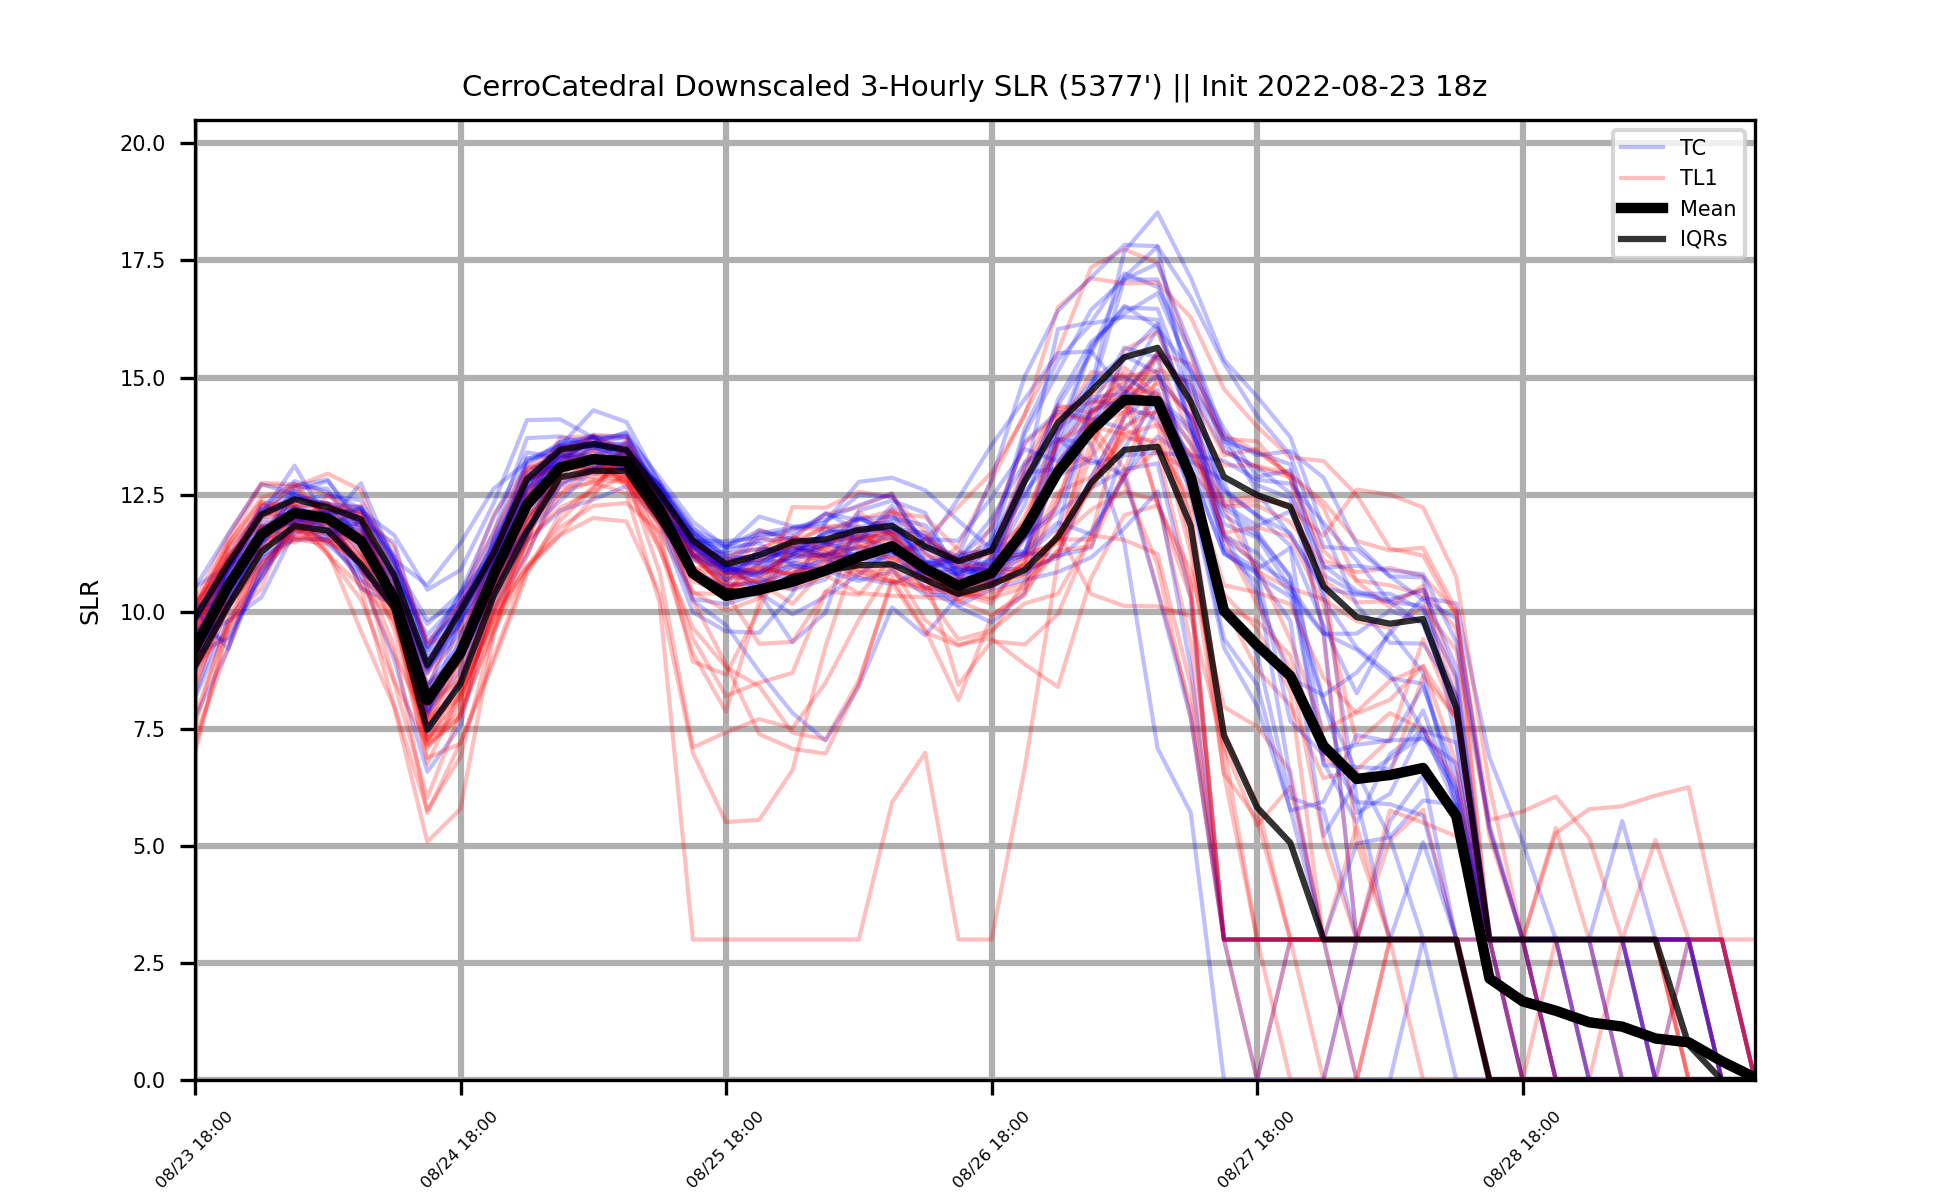 CerroCatedral Downscaled 3-Hourly SLR (5377') || Init 2022-08-23 18z
TC
TL1
Mean
IQRs
SLR
20.0
17.5
15.0
12.5
10.0
7.5
5.0
2.5
0.0
08/23 18:00
08/24 18:00
08/25 18:00
08/26 18:00
08/27 18:00
08/28 18:00